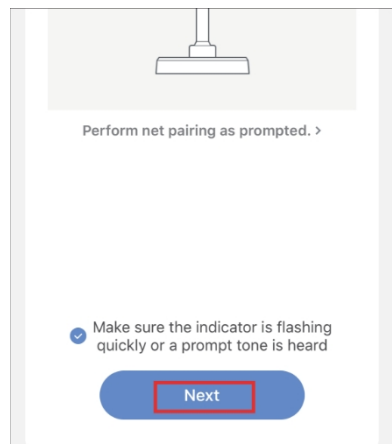 Perform net pairing as prompted. >
Make sure the indicator is flashing
quickly or a prompt tone is heard
Next